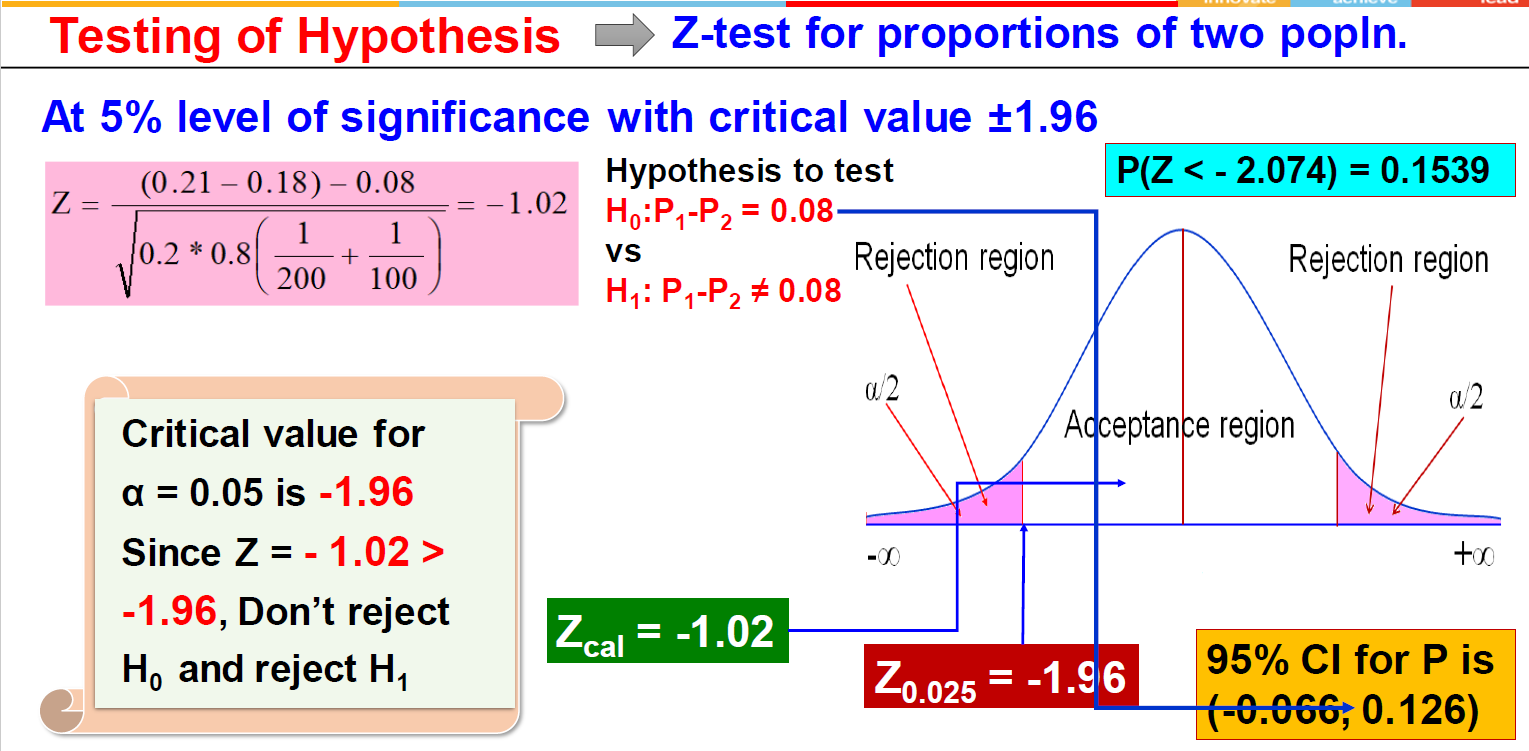 innovate achieve lead
Testing of Hypothesis Z-test for proportions of two popln.
At 5% level of significance with critical value ±1.96
Z = ((0.21 – 0.18) – 0.08) / √(0.2 * 0.8(1/200 + 1/100)) = –1.02
Hypothesis to test
H₀:P₁-P₂ = 0.08
vs
H₁: P₁-P₂ ≠ 0.08
P(Z < - 2.074) = 0.1539
Rejection region
Rejection region
α/2
α/2
Acceptance region
-∞
+∞
Critical value for
α = 0.05 is -1.96
Since Z = - 1.02 >
-1.96, Don’t reject
H₀ and reject H₁
Zcal = -1.02
Z₀.₀₂₅ = -1.96
95% CI for P is
(-0.066, 0.126)